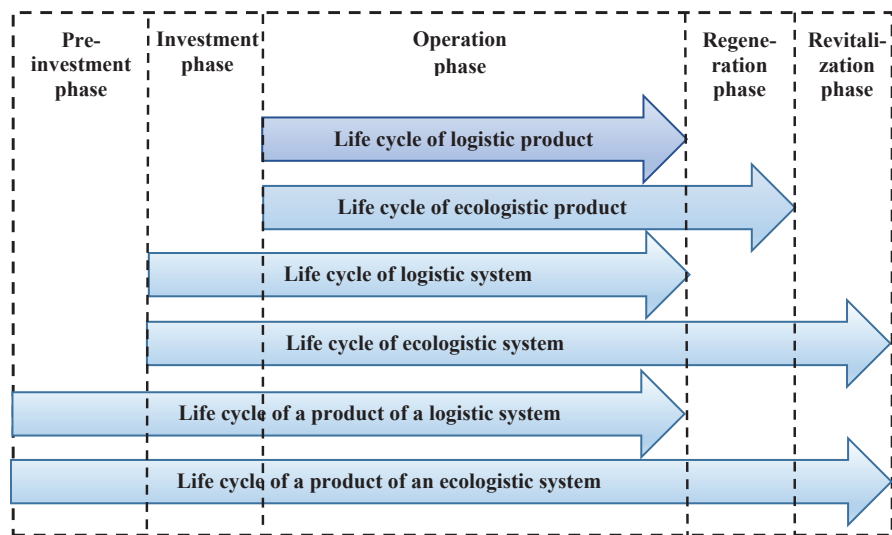 Pre-
investment
phase
Investment
phase
Operation
phase
Regene-
ration
phase
Revitali-
zation
phase
Life cycle of logistic product
Life cycle of ecologistic product
Life cycle of logistic system
Life cycle of ecologistic system
Life cycle of a product of a logistic system
Life cycle of a product of an ecologistic system